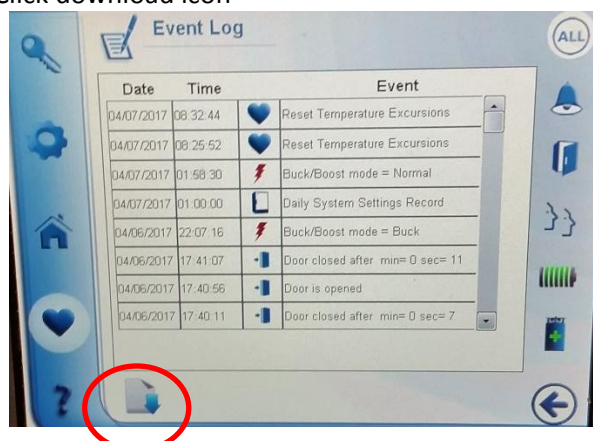 Click download icon
Event Log
ALL
Date Time Event
04/07/2017 08:32:44 Reset Temperature Excursions
04/07/2017 08:25:52 Reset Temperature Excursions
04/07/2017 01:58:30 Buck/Boost mode = Normal
04/07/2017 01:00:00 Daily System Settings Record
04/06/2017 22:07:16 Buck/Boost mode = Buck
04/06/2017 17:41:07 Door closed after min= 0 sec= 11
04/06/2017 17:40:56 Door is opened
04/06/2017 17:40:11 Door closed after min= 0 sec= 7
?